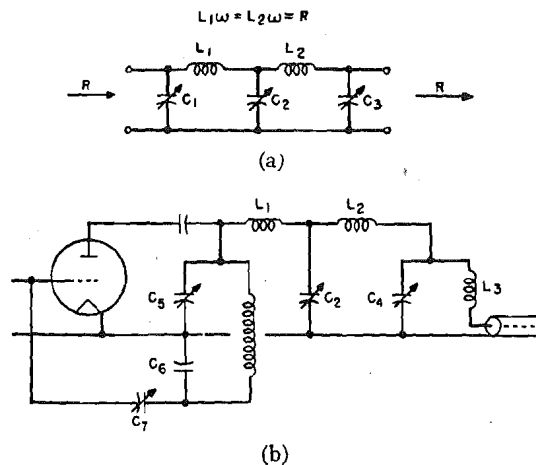 L₁ω = L₂ω = R
L₁ L₂
R R
C₁ C₂ C₃
(a)
L₁ L₂
C₅ C₂ C₄ L₃
C₆
C₇
(b)